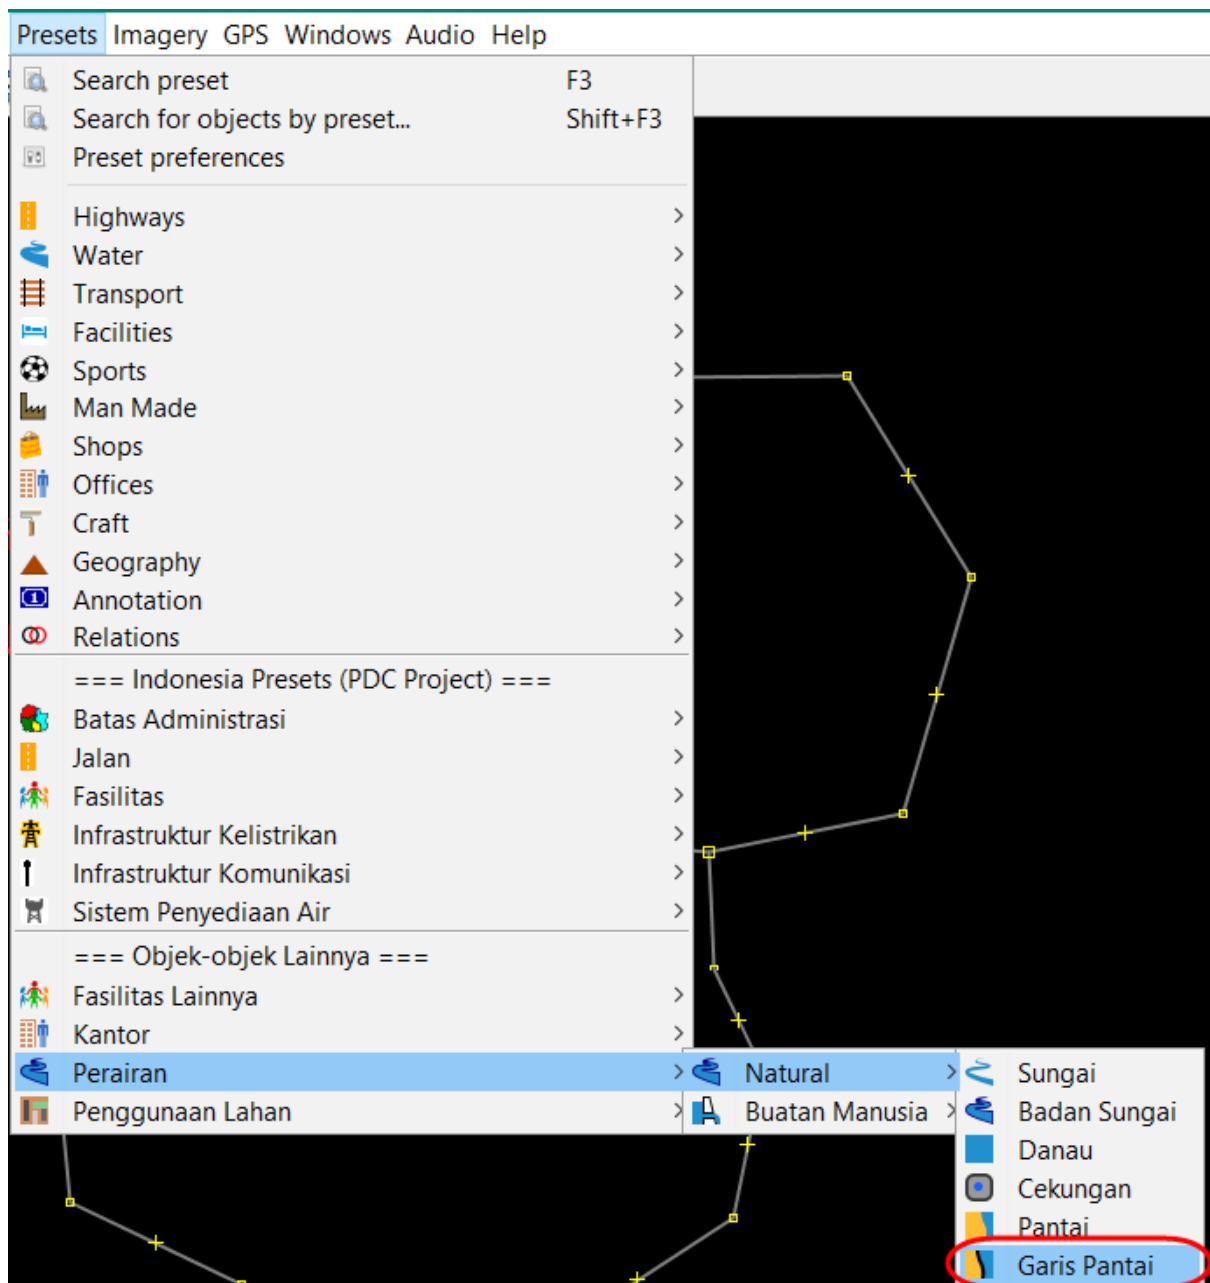 Presets Imagery GPS Windows Audio Help
Search preset F3
Search for objects by preset... Shift+F3
Preset preferences
Highways
Water
Transport
Facilities
Sports
Man Made
Shops
Offices
Craft
Geography
Annotation
Relations
=== Indonesia Presets (PDC Project) ===
Batas Administrasi
Jalan
Fasilitas
Infrastruktur Kelistrikan
Infrastruktur Komunikasi
Sistem Penyediaan Air
=== Objek-objek Lainnya ===
Fasilitas Lainnya
Kantor
Perairan
Penggunaan Lahan
Natural
Buatan Manusia
Sungai
Badan Sungai
Danau
Cekungan
Pantai
Garis Pantai